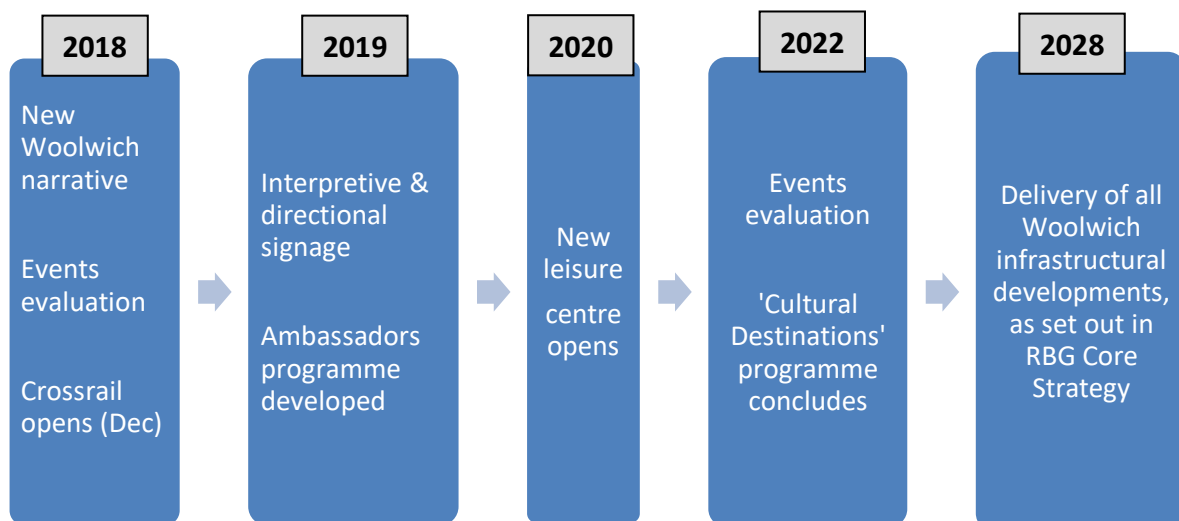 2018
New
Woolwich
narrative
Events
evaluation
Crossrail
opens (Dec)
2019
Interpretive &
directional
signage
Ambassadors
programme
developed
2020
New
leisure
centre
opens
2022
Events
evaluation
'Cultural
Destinations'
programme
concludes
2028
Delivery of all
Woolwich
infrastructural
developments,
as set out in
RBG Core
Strategy